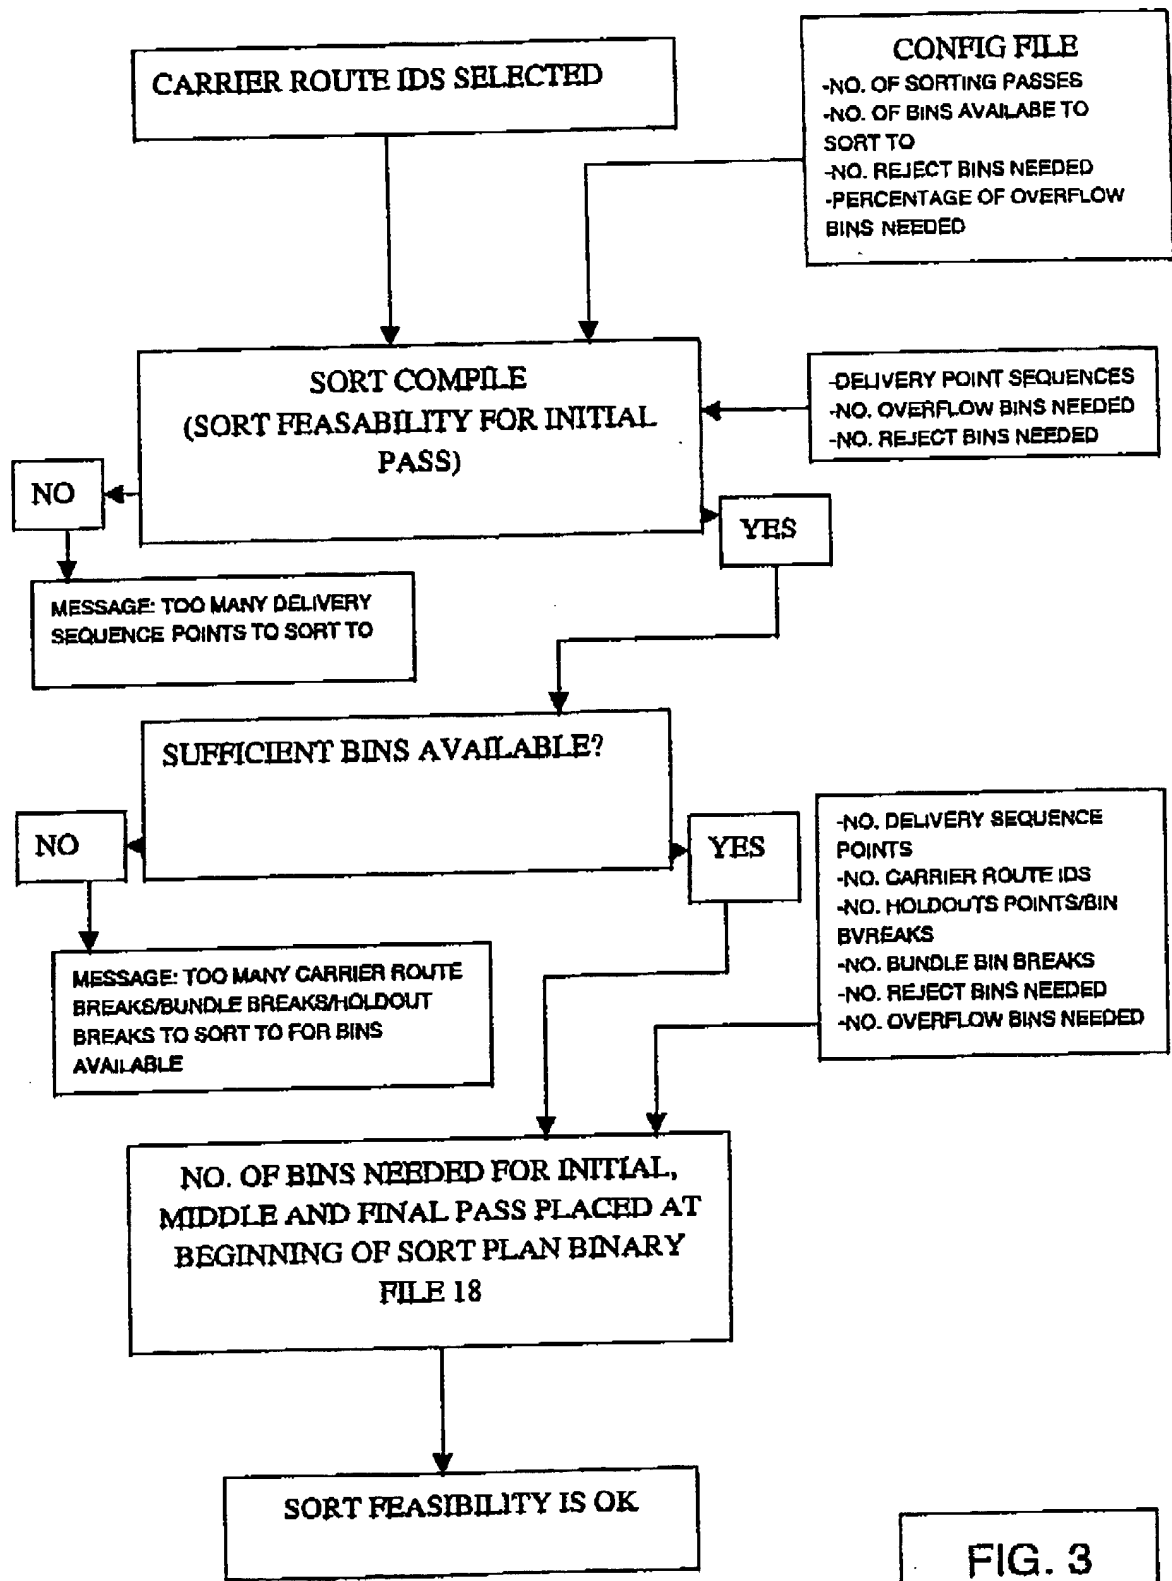 CARRIER ROUTE IDS SELECTED
CONFIG FILE
-NO. OF SORTING PASSES
-NO. OF BINS AVAILABE TO
SORT TO
-NO. REJECT BINS NEEDED
-PERCENTAGE OF OVERFLOW
BINS NEEDED
SORT COMPILE
(SORT FEASABILITY FOR INITIAL
PASS)
-DELIVERY POINT SEQUENCES
-NO. OVERFLOW BINS NEEDED
-NO. REJECT BINS NEEDED
NO
YES
MESSAGE: TOO MANY DELIVERY
SEQUENCE POINTS TO SORT TO
SUFFICIENT BINS AVAILABLE?
NO
YES
-NO. DELIVERY SEQUENCE
POINTS
-NO. CARRIER ROUTE IDS
-NO. HOLDOUTS POINTS/BIN
BVREAKS
-NO. BUNDLE BIN BREAKS
-NO. REJECT BINS NEEDED
-NO. OVERFLOW BINS NEEDED
MESSAGE: TOO MANY CARRIER ROUTE
BREAKS/BUNDLE BREAKS/HOLDOUT
BREAKS TO SORT TO FOR BINS
AVAILABLE
NO. OF BINS NEEDED FOR INITIAL,
MIDDLE AND FINAL PASS PLACED AT
BEGINNING OF SORT PLAN BINARY
FILE 18
SORT FEASIBILITY IS OK
FIG. 3